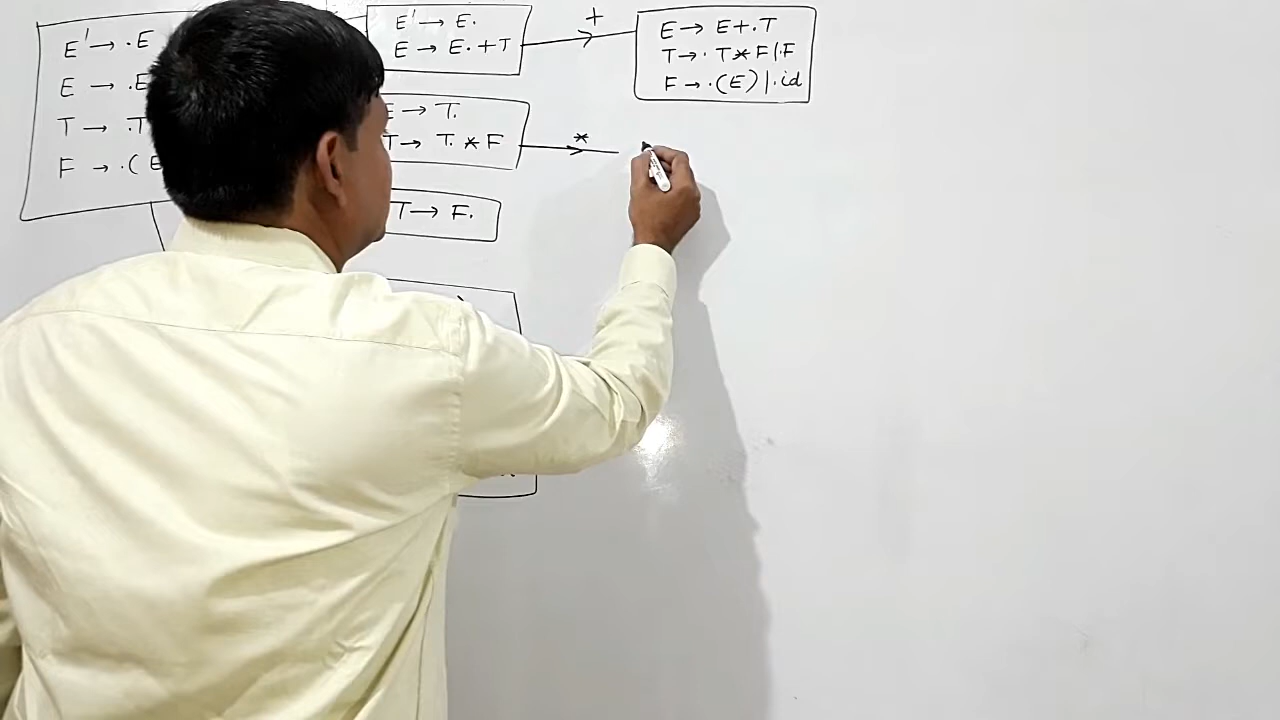 E' → .E
E → .E
T → .T
F → .( E
E' → E.
E → E. + T
+
E → E + . T
T → . T * F | . F
F → . (E) | . id
E → T.
T → T. * F
*
T → F.